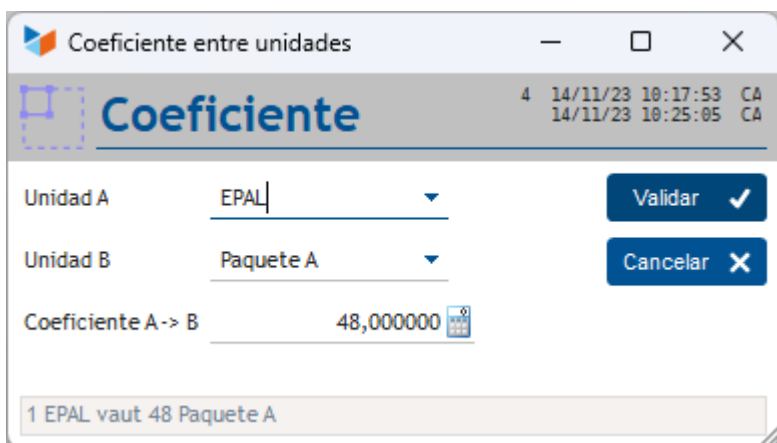 Coeficiente entre unidades
Coeficiente
4 14/11/23 10:17:53 CA
14/11/23 10:25:05 CA
Unidad A EPAL Validar
Unidad B Paquete A Cancelar
Coeficiente A-> B 48,000000
1 EPAL vaut 48 Paquete A